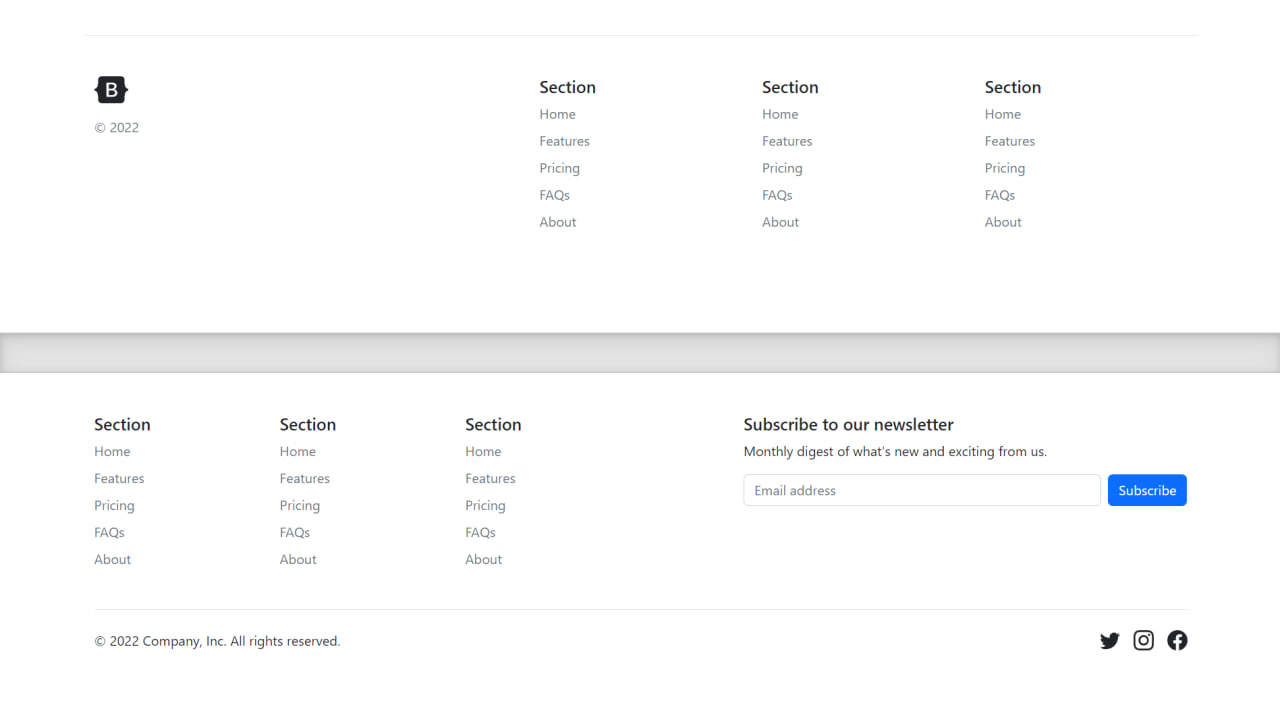 B
© 2022
Section
Home
Features
Pricing
FAQs
About
Section
Home
Features
Pricing
FAQs
About
Section
Home
Features
Pricing
FAQs
About
Section
Home
Features
Pricing
FAQs
About
Section
Home
Features
Pricing
FAQs
About
Section
Home
Features
Pricing
FAQs
About
Subscribe to our newsletter
Monthly digest of what's new and exciting from us.
Email address
Subscribe
© 2022 Company, Inc. All rights reserved.